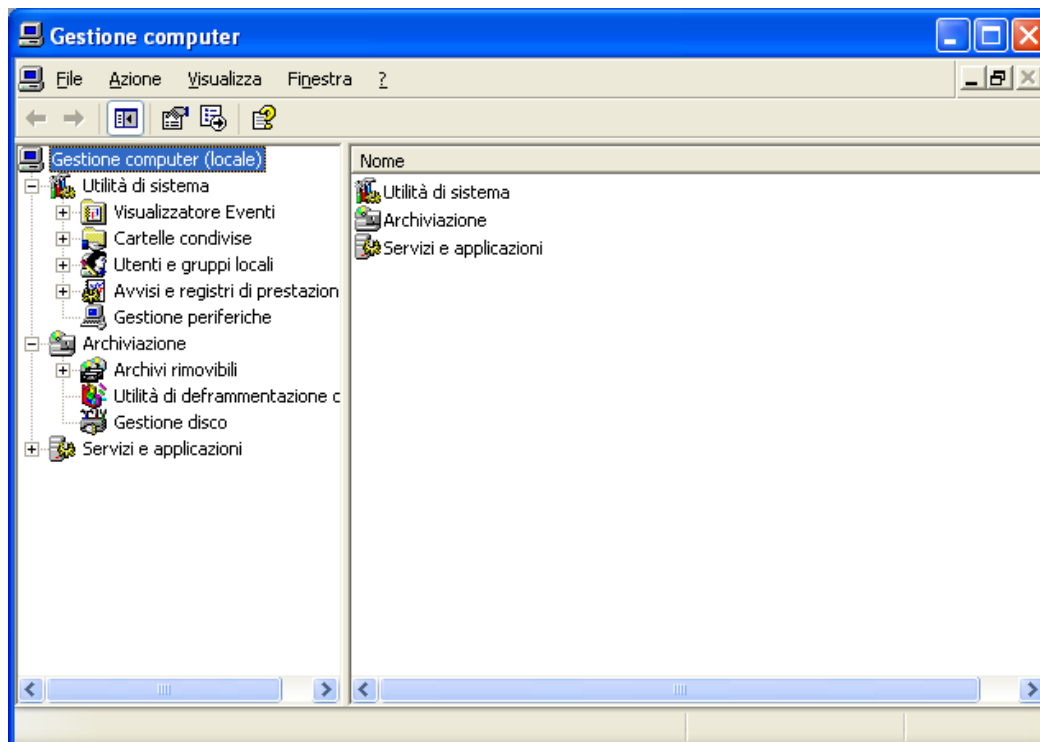 Gestione computer
File Azione Visualizza Finestra ?
Gestione computer (locale)
Utilità di sistema
Visualizzatore Eventi
Cartelle condivise
Utenti e gruppi locali
Avvisi e registri di prestazion
Gestione periferiche
Archiviazione
Archivi rimovibili
Utilità di deframmentazione c
Gestione disco
Servizi e applicazioni
Nome
Utilità di sistema
Archiviazione
Servizi e applicazioni